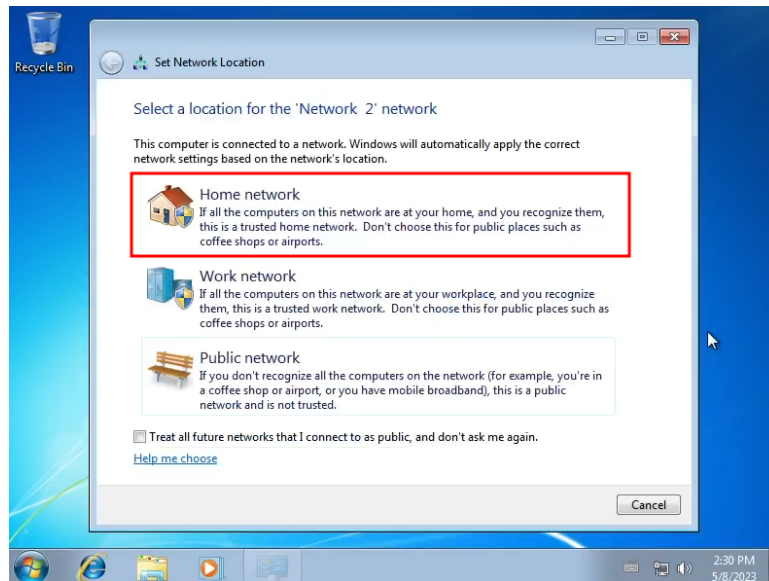 Recycle Bin
Set Network Location
Select a location for the 'Network  2' network
This computer is connected to a network. Windows will automatically apply the correct
network settings based on the network's location.
Home network
If all the computers on this network are at your home, and you recognize them,
this is a trusted home network.  Don't choose this for public places such as
coffee shops or airports.
Work network
If all the computers on this network are at your workplace, and you recognize
them, this is a trusted work network.  Don't choose this for public places such as
coffee shops or airports.
Public network
If you don't recognize all the computers on the network (for example, you're in
a coffee shop or airport, or you have mobile broadband), this is a public
network and is not trusted.
Treat all future networks that I connect to as public, and don't ask me again.
Help me choose
Cancel
2:30 PM
5/8/2023